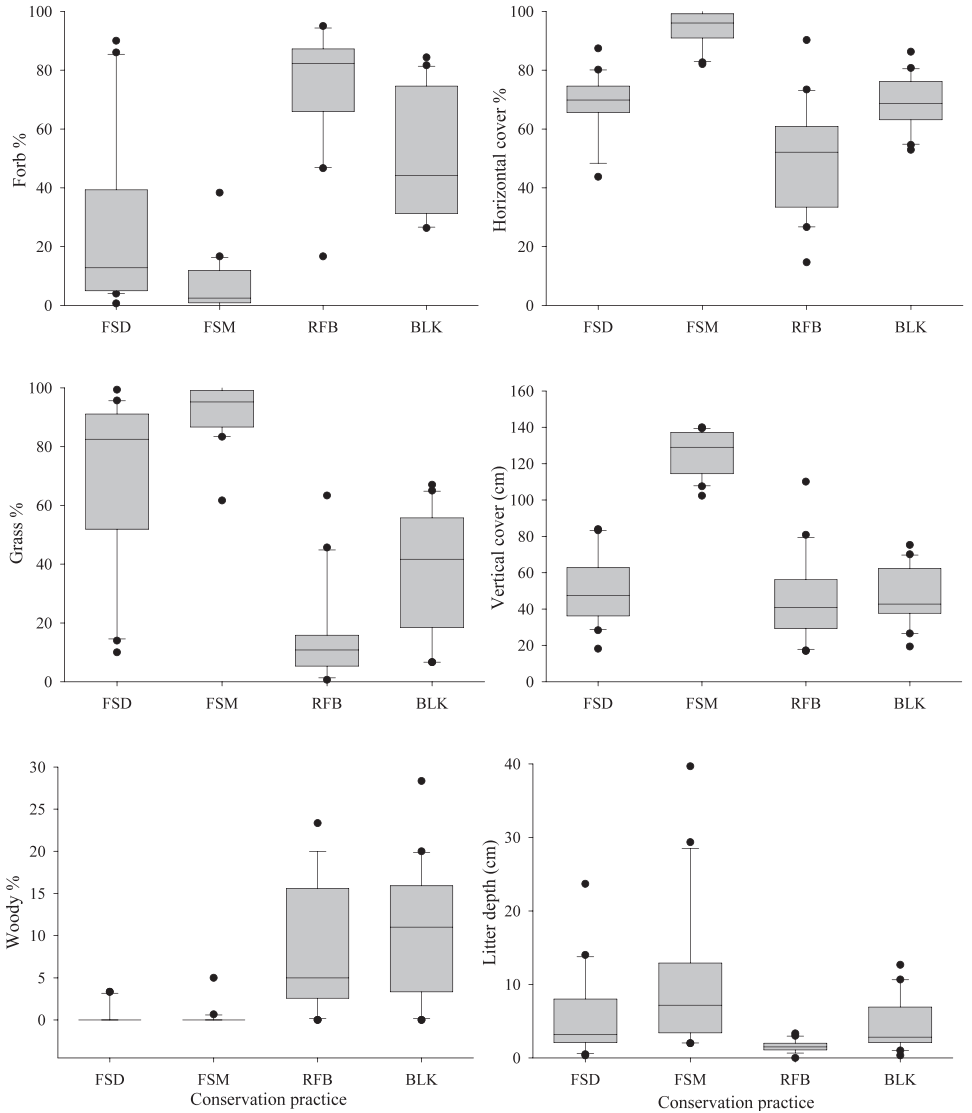 Forb %
100
80
60
40
20
0
FSD FSM RFB BLK
Horizontal cover %
100
80
60
40
20
0
FSD FSM RFB BLK
Grass %
100
80
60
40
20
0
FSD FSM RFB BLK
Vertical cover (cm)
160
140
120
100
80
60
40
20
0
FSD FSM RFB BLK
Woody %
30
25
20
15
10
5
0
FSD FSM RFB BLK
Conservation practice
Litter depth (cm)
40
30
20
10
0
FSD FSM RFB BLK
Conservation practice